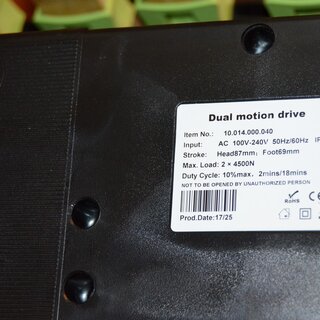 Dual motion drive
Item No.: 10.014.000.040
Input: AC 100V-240V 50Hz/60Hz IP
Stroke: Head87mm; Foot69mm
Max. Load: 2 × 4500N
Duty Cycle: 10%max. 2mins/18mins
NOT TO BE OPENED BY UNAUTHORIZED PERSON
RoHS
Prod.Date:17/25